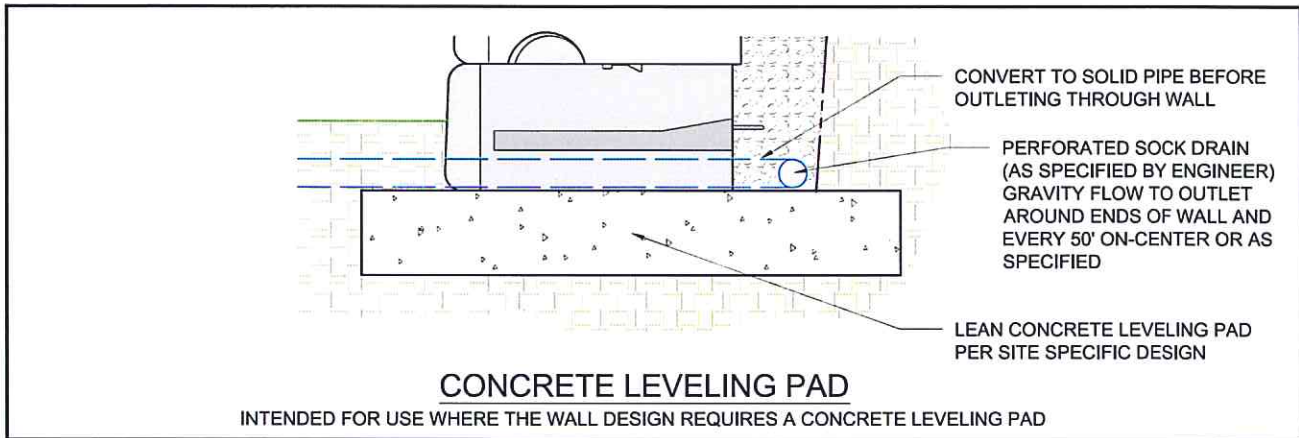 CONVERT TO SOLID PIPE BEFORE
OUTLETING THROUGH WALL
PERFORATED SOCK DRAIN
(AS SPECIFIED BY ENGINEER)
GRAVITY FLOW TO OUTLET
AROUND ENDS OF WALL AND
EVERY 50' ON-CENTER OR AS
SPECIFIED
LEAN CONCRETE LEVELING PAD
PER SITE SPECIFIC DESIGN
CONCRETE LEVELING PAD
INTENDED FOR USE WHERE THE WALL DESIGN REQUIRES A CONCRETE LEVELING PAD